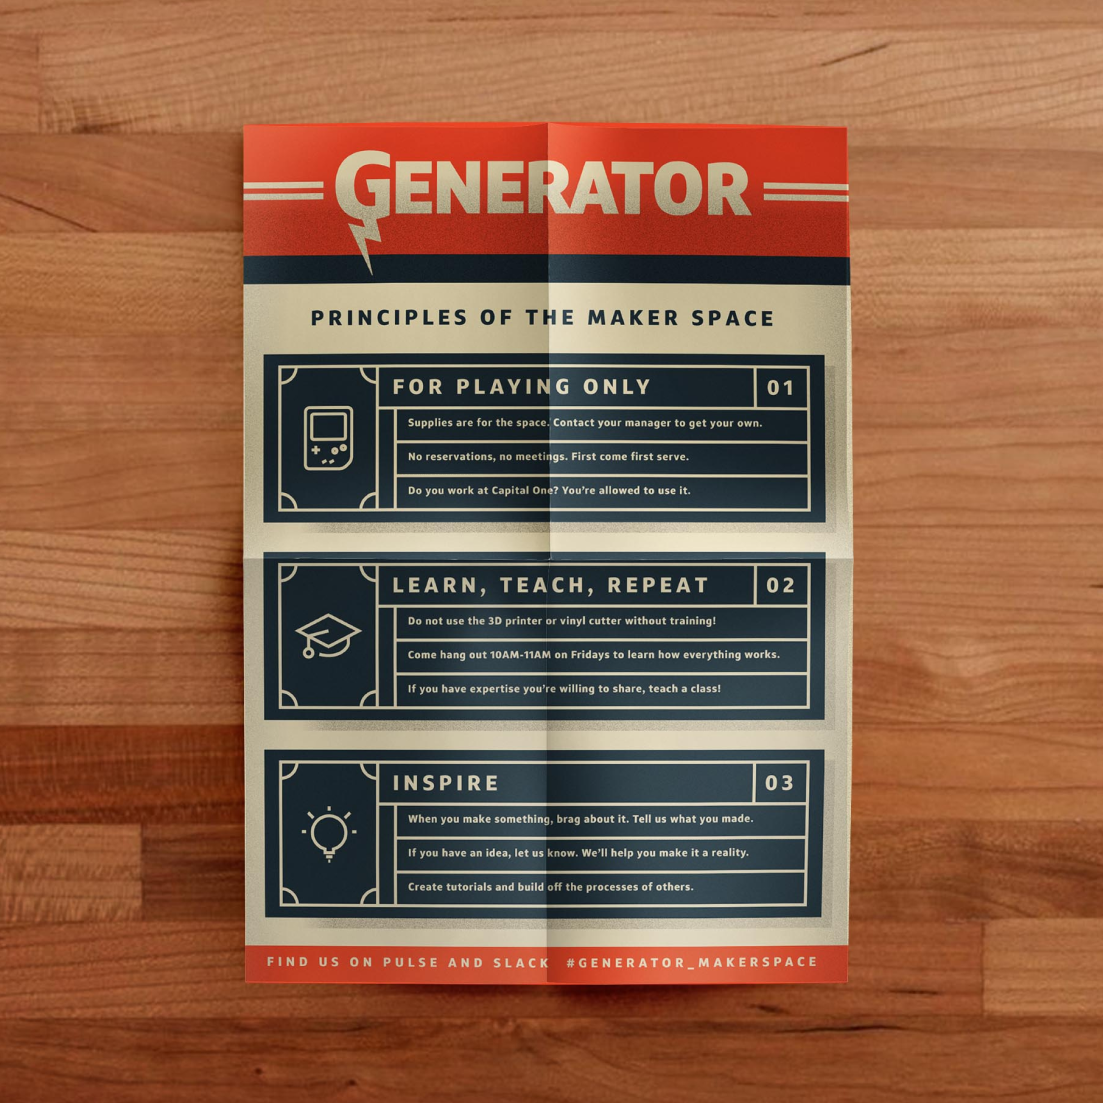 GENERATOR
PRINCIPLES OF THE MAKER SPACE
FOR PLAYING ONLY 01
Supplies are for the space. Contact your manager to get your own.
No reservations, no meetings. First come first serve.
Do you work at Capital One? You're allowed to use it.
LEARN, TEACH, REPEAT 02
Do not use the 3D printer or vinyl cutter without training!
Come hang out 10AM-11AM on Fridays to learn how everything works.
If you have expertise you're willing to share, teach a class!
INSPIRE 03
When you make something, brag about it. Tell us what you made.
If you have an idea, let us know. We'll help you make it a reality.
Create tutorials and build off the processes of others.
FIND US ON PULSE AND SLACK #GENERATOR_MAKERSPACE